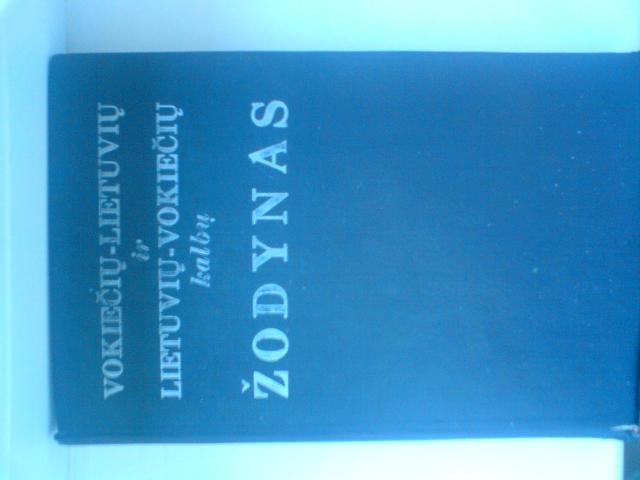 VOKIEČIŲ-LIETUVIŲ
ir
LIETUVIŲ-VOKIEČIŲ
kalbų
ŽODYNAS